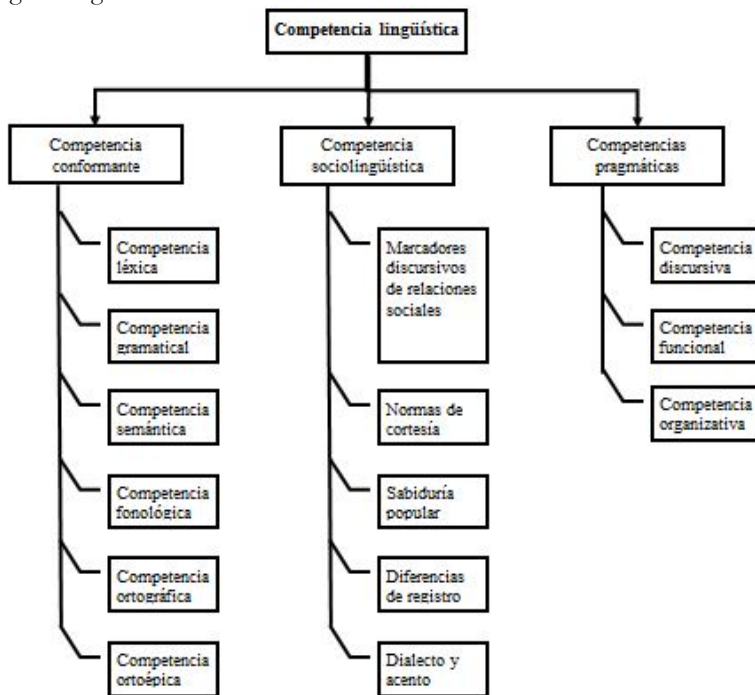 Competencia lingüística
Competencia
conformante
Competencia
léxica
Competencia
gramatical
Competencia
semántica
Competencia
fonológica
Competencia
ortográfica
Competencia
ortoépica
Competencia
sociolingüística
Marcadores
discursivos
de relaciones
sociales
Normas de
cortesía
Sabiduría
popular
Diferencias
de registro
Dialecto y
acento
Competencias
pragmáticas
Competencia
discursiva
Competencia
funcional
Competencia
organizativa